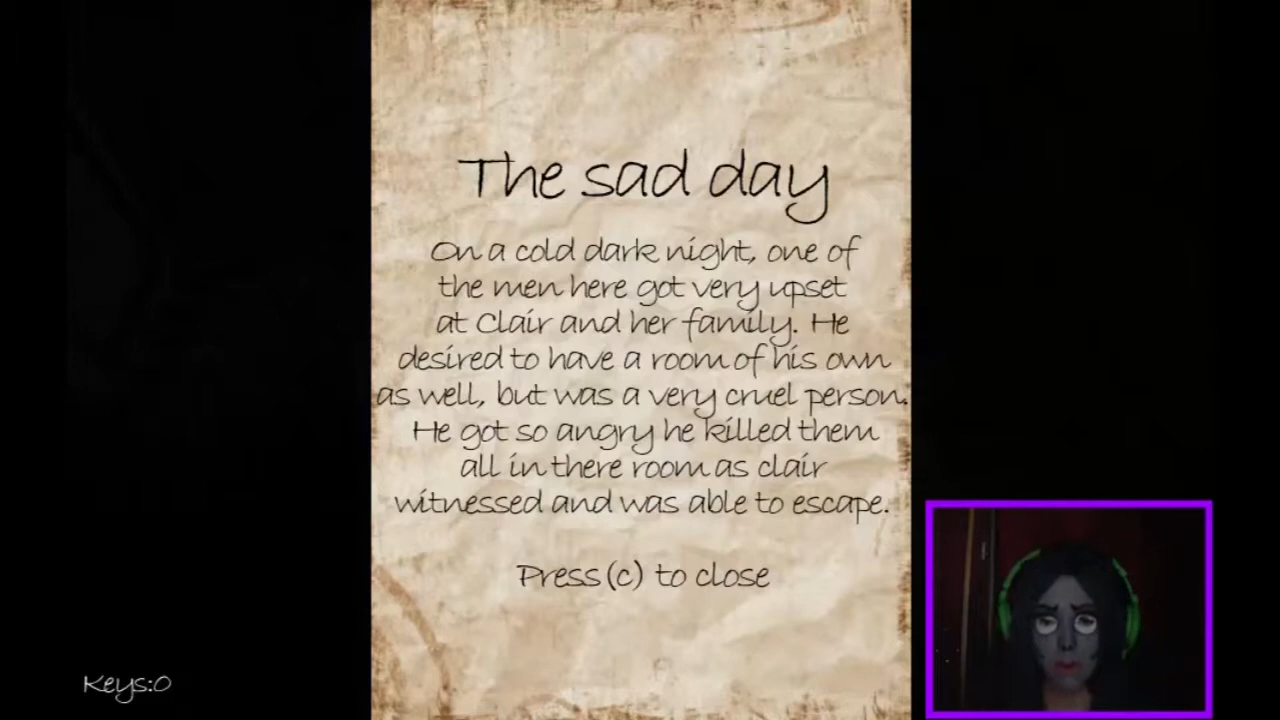 The sad day
On a cold dark night, one of
the men here got very upset
at Clair and her family. He
desired to have a room of his own
as well, but was a very cruel person.
He got so angry he killed them
all in there room as clair
witnessed and was able to escape.
Press (c) to close
Keys:0